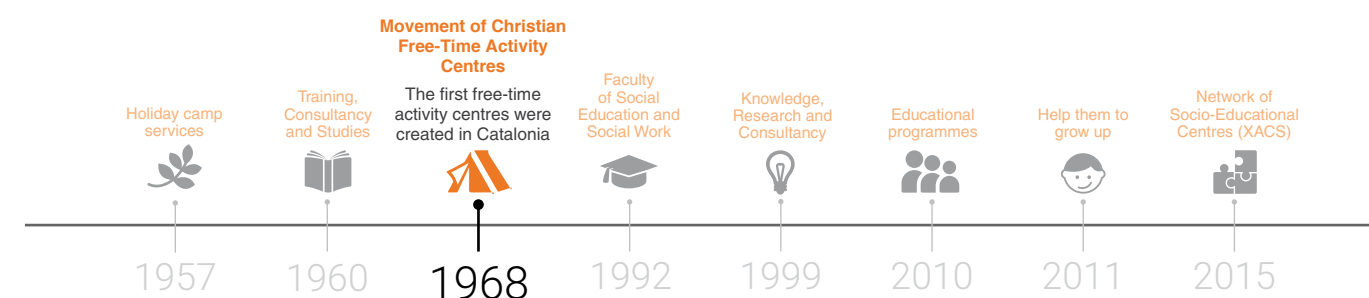 Movement of Christian
Free-Time Activity
Centres
The first free-time
activity centres were
created in Catalonia
Holiday camp
services
Training,
Consultancy
and Studies
Faculty
of Social
Education and
Social Work
Knowledge,
Research and
Consultancy
Educational
programmes
Help them to
grow up
Network of
Socio-Educational
Centres (XACS)
1957
1960
1968
1992
1999
2010
2011
2015